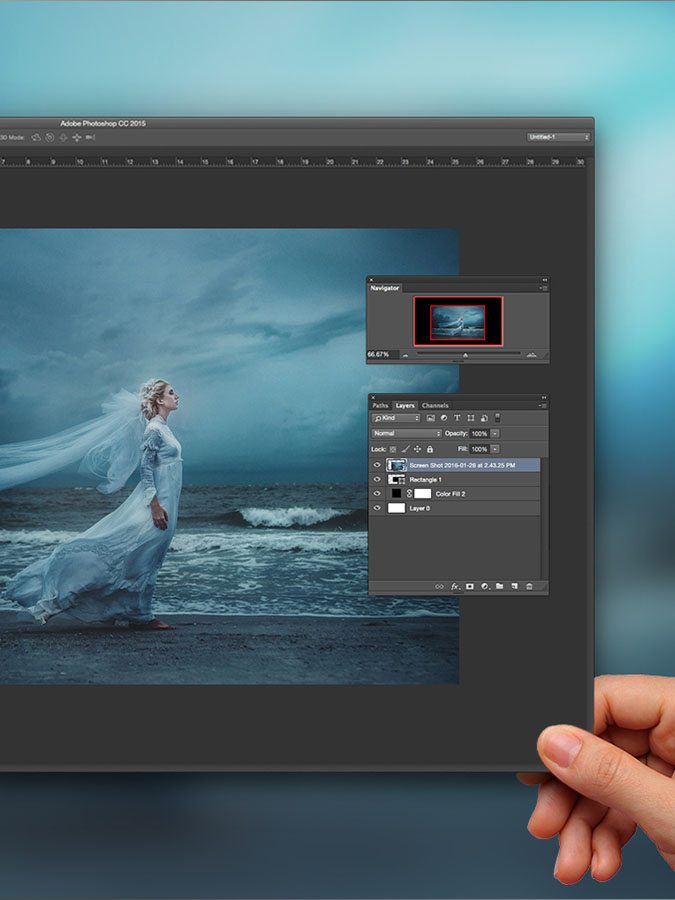 Adobe Photoshop CC 2015
3D Mode:
Untitled-1
7 8 9 10 11 12 13 14 15 16 17 18 19 20 21 22 23 24 25 26 27 28 29 30
Navigator
66.67%
Paths Layers Channels
Kind
Normal Opacity: 100%
Lock: Fill: 100%
Screen Shot 2016-01-26 at 2.43.25 PM
Rectangle 1
Color Fill 2
Layer 0
fx